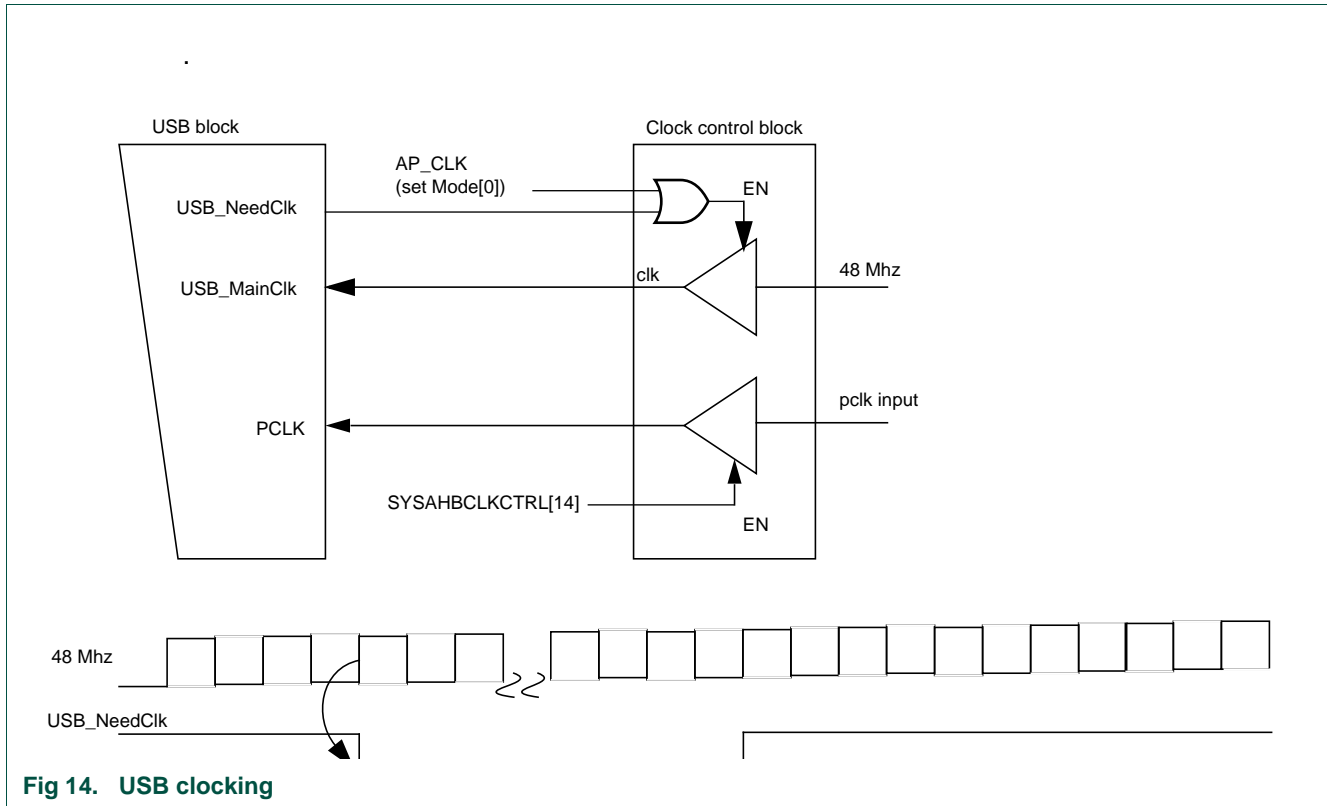 USB block
Clock control block
AP_CLK
(set Mode[0])
EN
USB_NeedClk
48 Mhz
clk
USB_MainClk
pclk input
PCLK
SYSAHBCLKCTRL[14]
EN
48 Mhz
USB_NeedClk
Fig 14. USB clocking